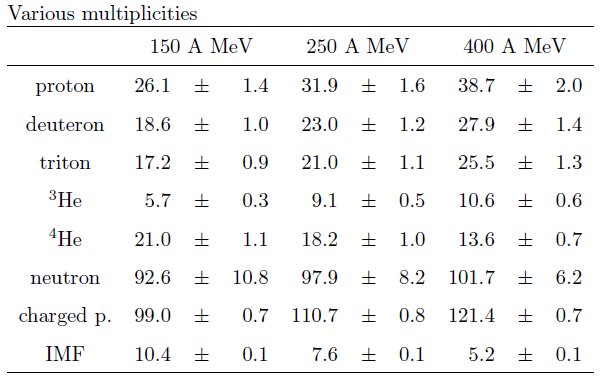 Various multiplicities
150 A MeV 250 A MeV 400 A MeV
proton 26.1 ± 1.4 31.9 ± 1.6 38.7 ± 2.0
deuteron 18.6 ± 1.0 23.0 ± 1.2 27.9 ± 1.4
triton 17.2 ± 0.9 21.0 ± 1.1 25.5 ± 1.3
³He 5.7 ± 0.3 9.1 ± 0.5 10.6 ± 0.6
⁴He 21.0 ± 1.1 18.2 ± 1.0 13.6 ± 0.7
neutron 92.6 ± 10.8 97.9 ± 8.2 101.7 ± 6.2
charged p. 99.0 ± 0.7 110.7 ± 0.8 121.4 ± 0.7
IMF 10.4 ± 0.1 7.6 ± 0.1 5.2 ± 0.1